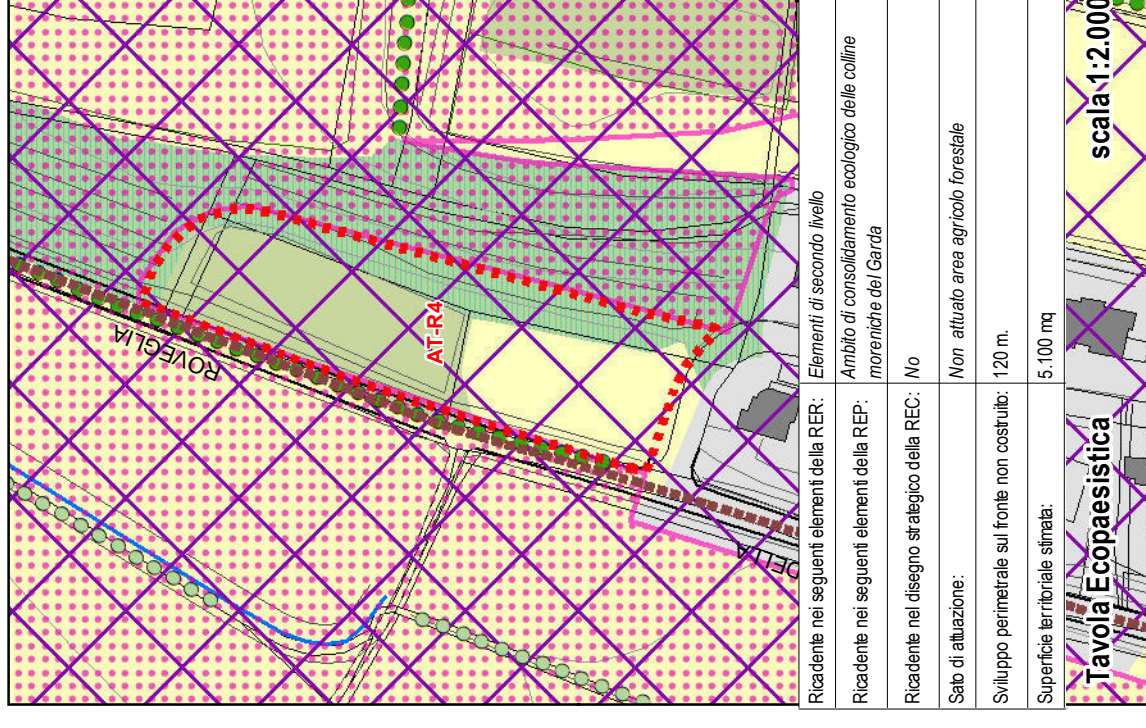 ROVEGLIA
DELLA
AT-R4
Ricadente nei seguenti elementi della RER: Elementi di secondo livello
Ricadente nei seguenti elementi della REP: Ambito di consolidamento ecologico delle colline
moreniche del Garda
Ricadente nel disegno strategico della REC: No
Sato di attuazione: Non attuato area agricolo forestale
Sviluppo perimetrale sul fronte non costruito: 120 m.
Superficie territoriale stimata: 5.100 mq
Tavola Ecopaesistica scala 1:2.000